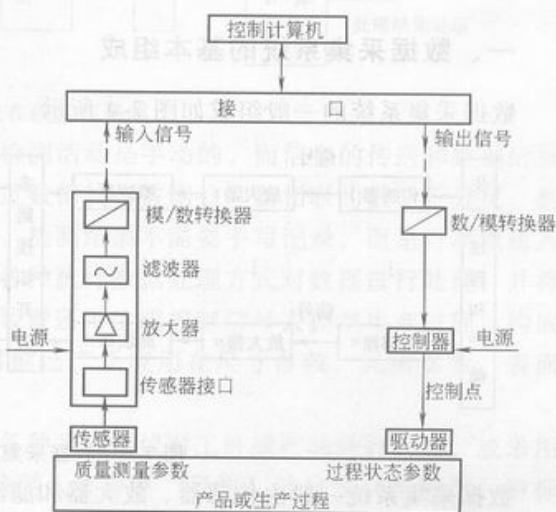 控制计算机
接 口
输入信号
输出信号
模/数转换器
数/模转换器
滤波器
放大器
电源
控制器
电源
传感器接口
控制点
传感器
驱动器
质量测量参数
过程状态参数
产品或生产过程